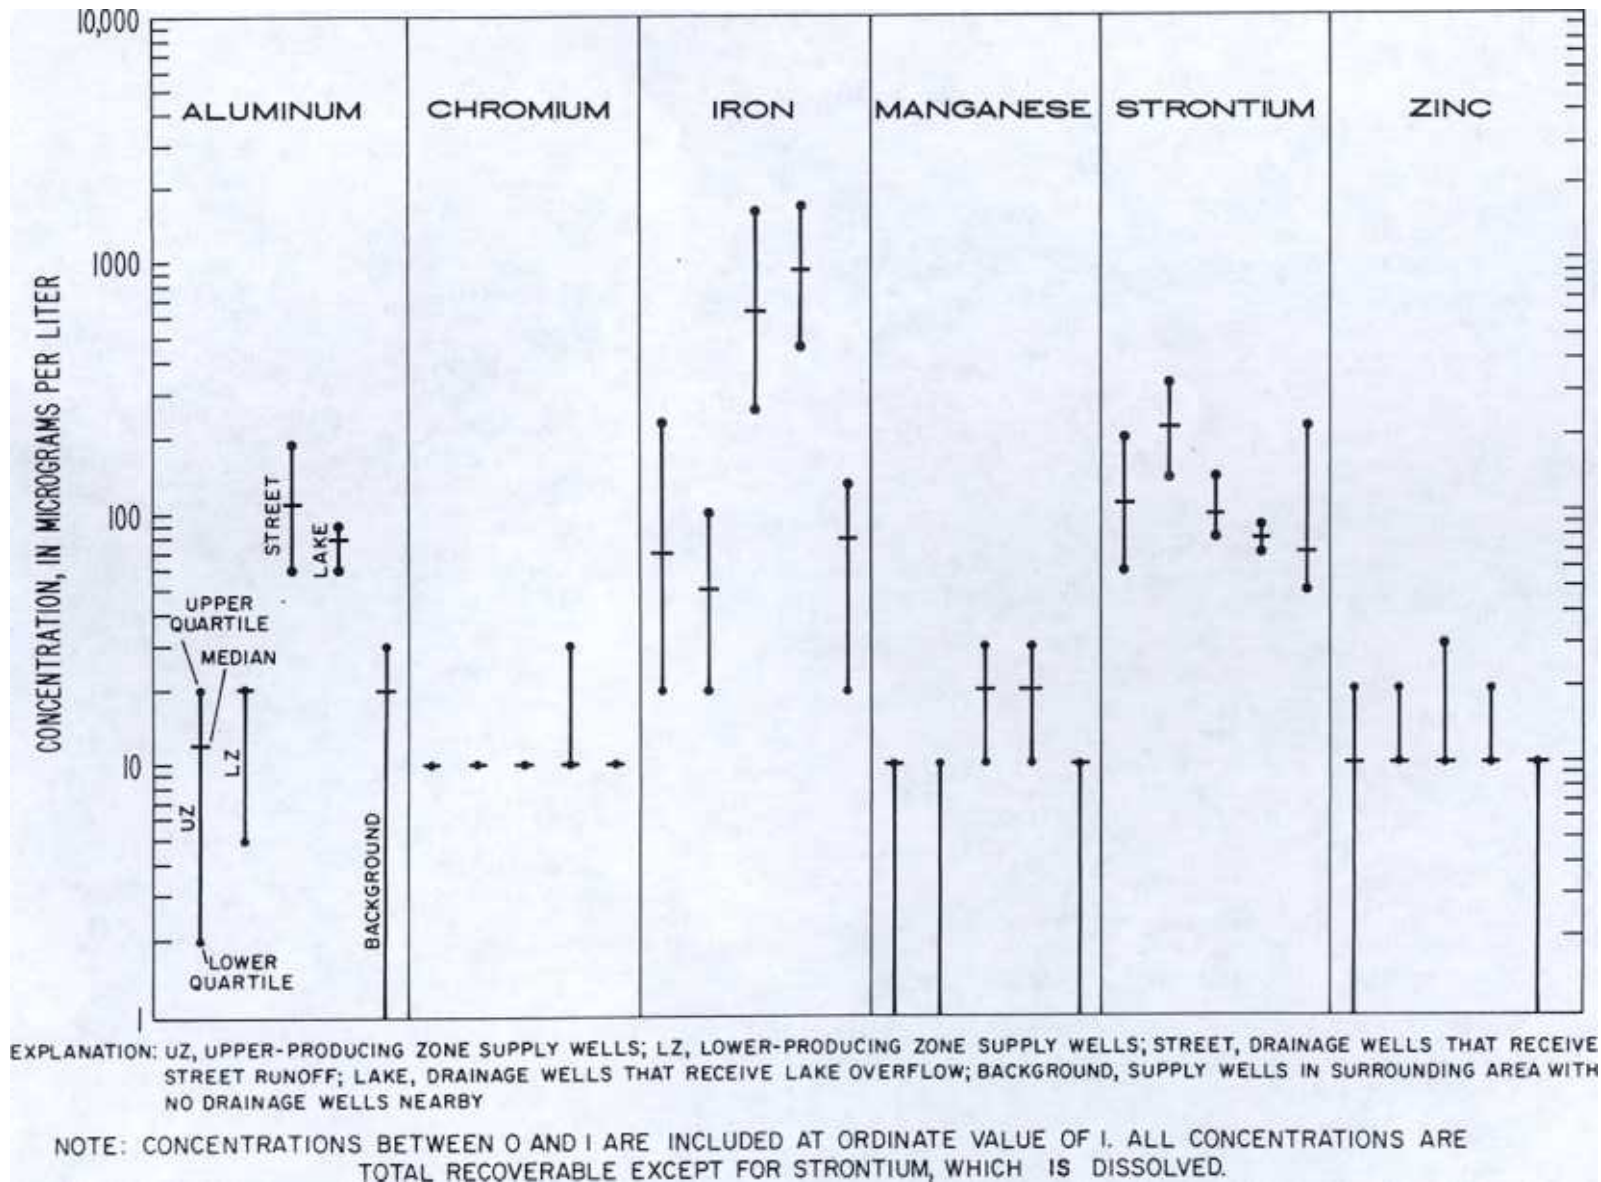 10,000
ALUMINUM CHROMIUM IRON MANGANESE STRONTIUM ZINC
1000
CONCENTRATION, IN MICROGRAMS PER LITER
100
STREET
LAKE
UPPER
QUARTILE
MEDIAN
LZ
10
UZ
BACKGROUND
LOWER
QUARTILE
1
EXPLANATION: UZ, UPPER-PRODUCING ZONE SUPPLY WELLS; LZ, LOWER-PRODUCING ZONE SUPPLY WELLS; STREET, DRAINAGE WELLS THAT RECEIVE
STREET RUNOFF; LAKE, DRAINAGE WELLS THAT RECEIVE LAKE OVERFLOW; BACKGROUND, SUPPLY WELLS IN SURROUNDING AREA WITH
NO DRAINAGE WELLS NEARBY
NOTE: CONCENTRATIONS BETWEEN 0 AND 1 ARE INCLUDED AT ORDINATE VALUE OF 1. ALL CONCENTRATIONS ARE
TOTAL RECOVERABLE EXCEPT FOR STRONTIUM, WHICH IS DISSOLVED.